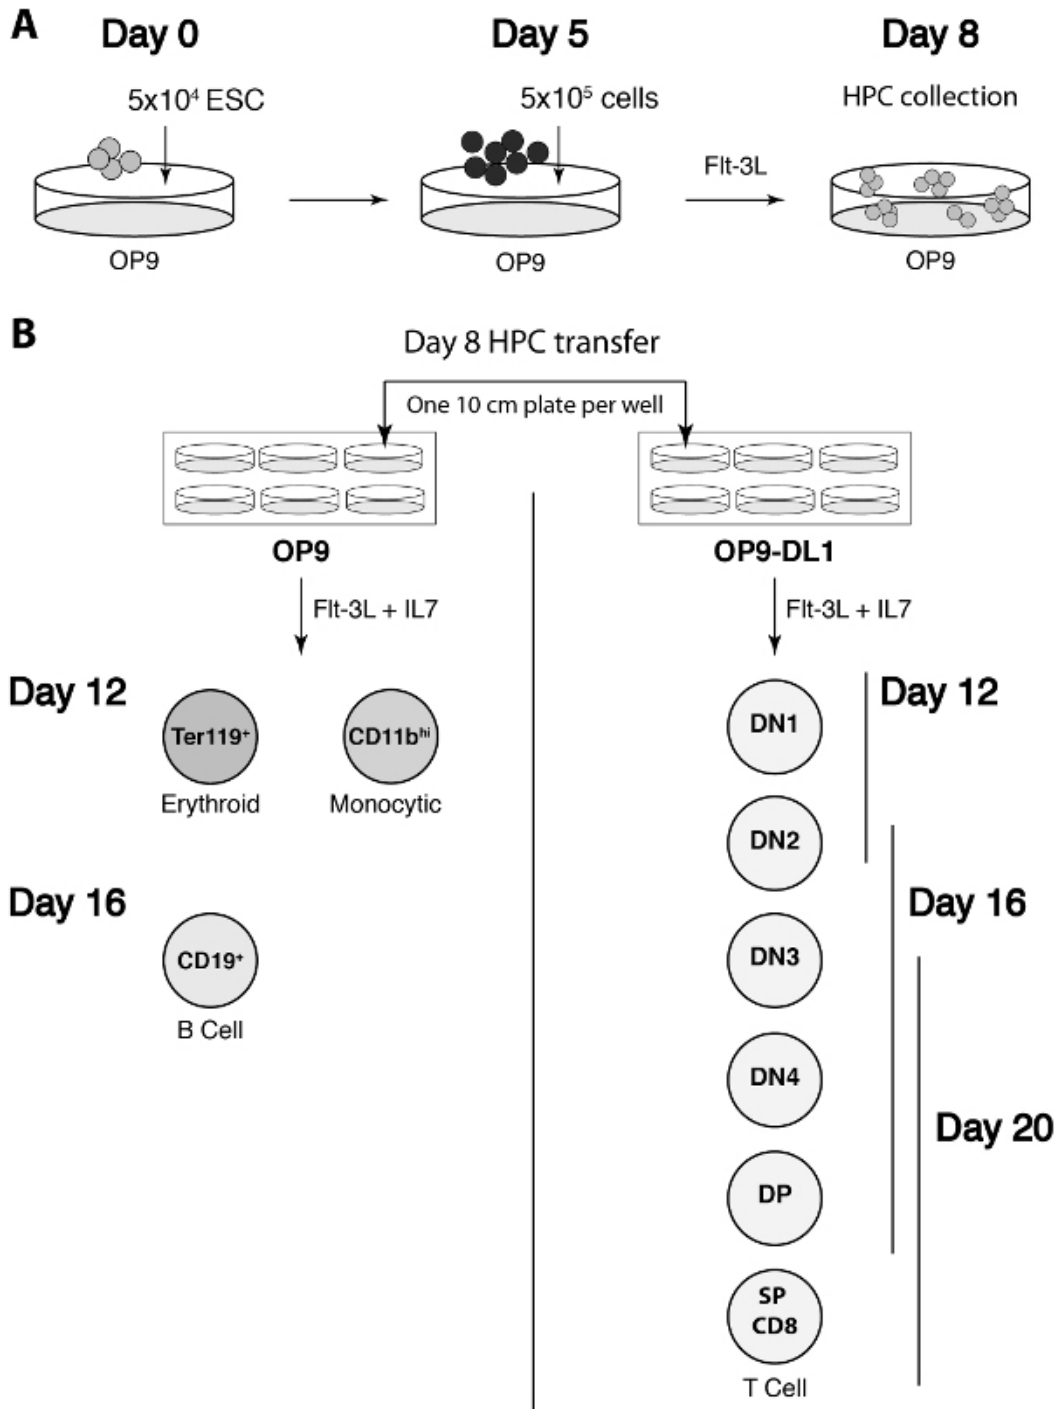 A
Day 0
Day 5
Day 8
5x10⁴ ESC
5x10⁵ cells
HPC collection
Flt-3L
OP9
OP9
OP9
B
Day 8 HPC transfer
One 10 cm plate per well
OP9
OP9-DL1
Flt-3L + IL7
Flt-3L + IL7
Day 12
Ter119⁺
CD11bʰⁱ
Erythroid
Monocytic
Day 16
CD19⁺
B Cell
DN1
Day 12
DN2
Day 16
DN3
DN4
Day 20
DP
SP
CD8
T Cell